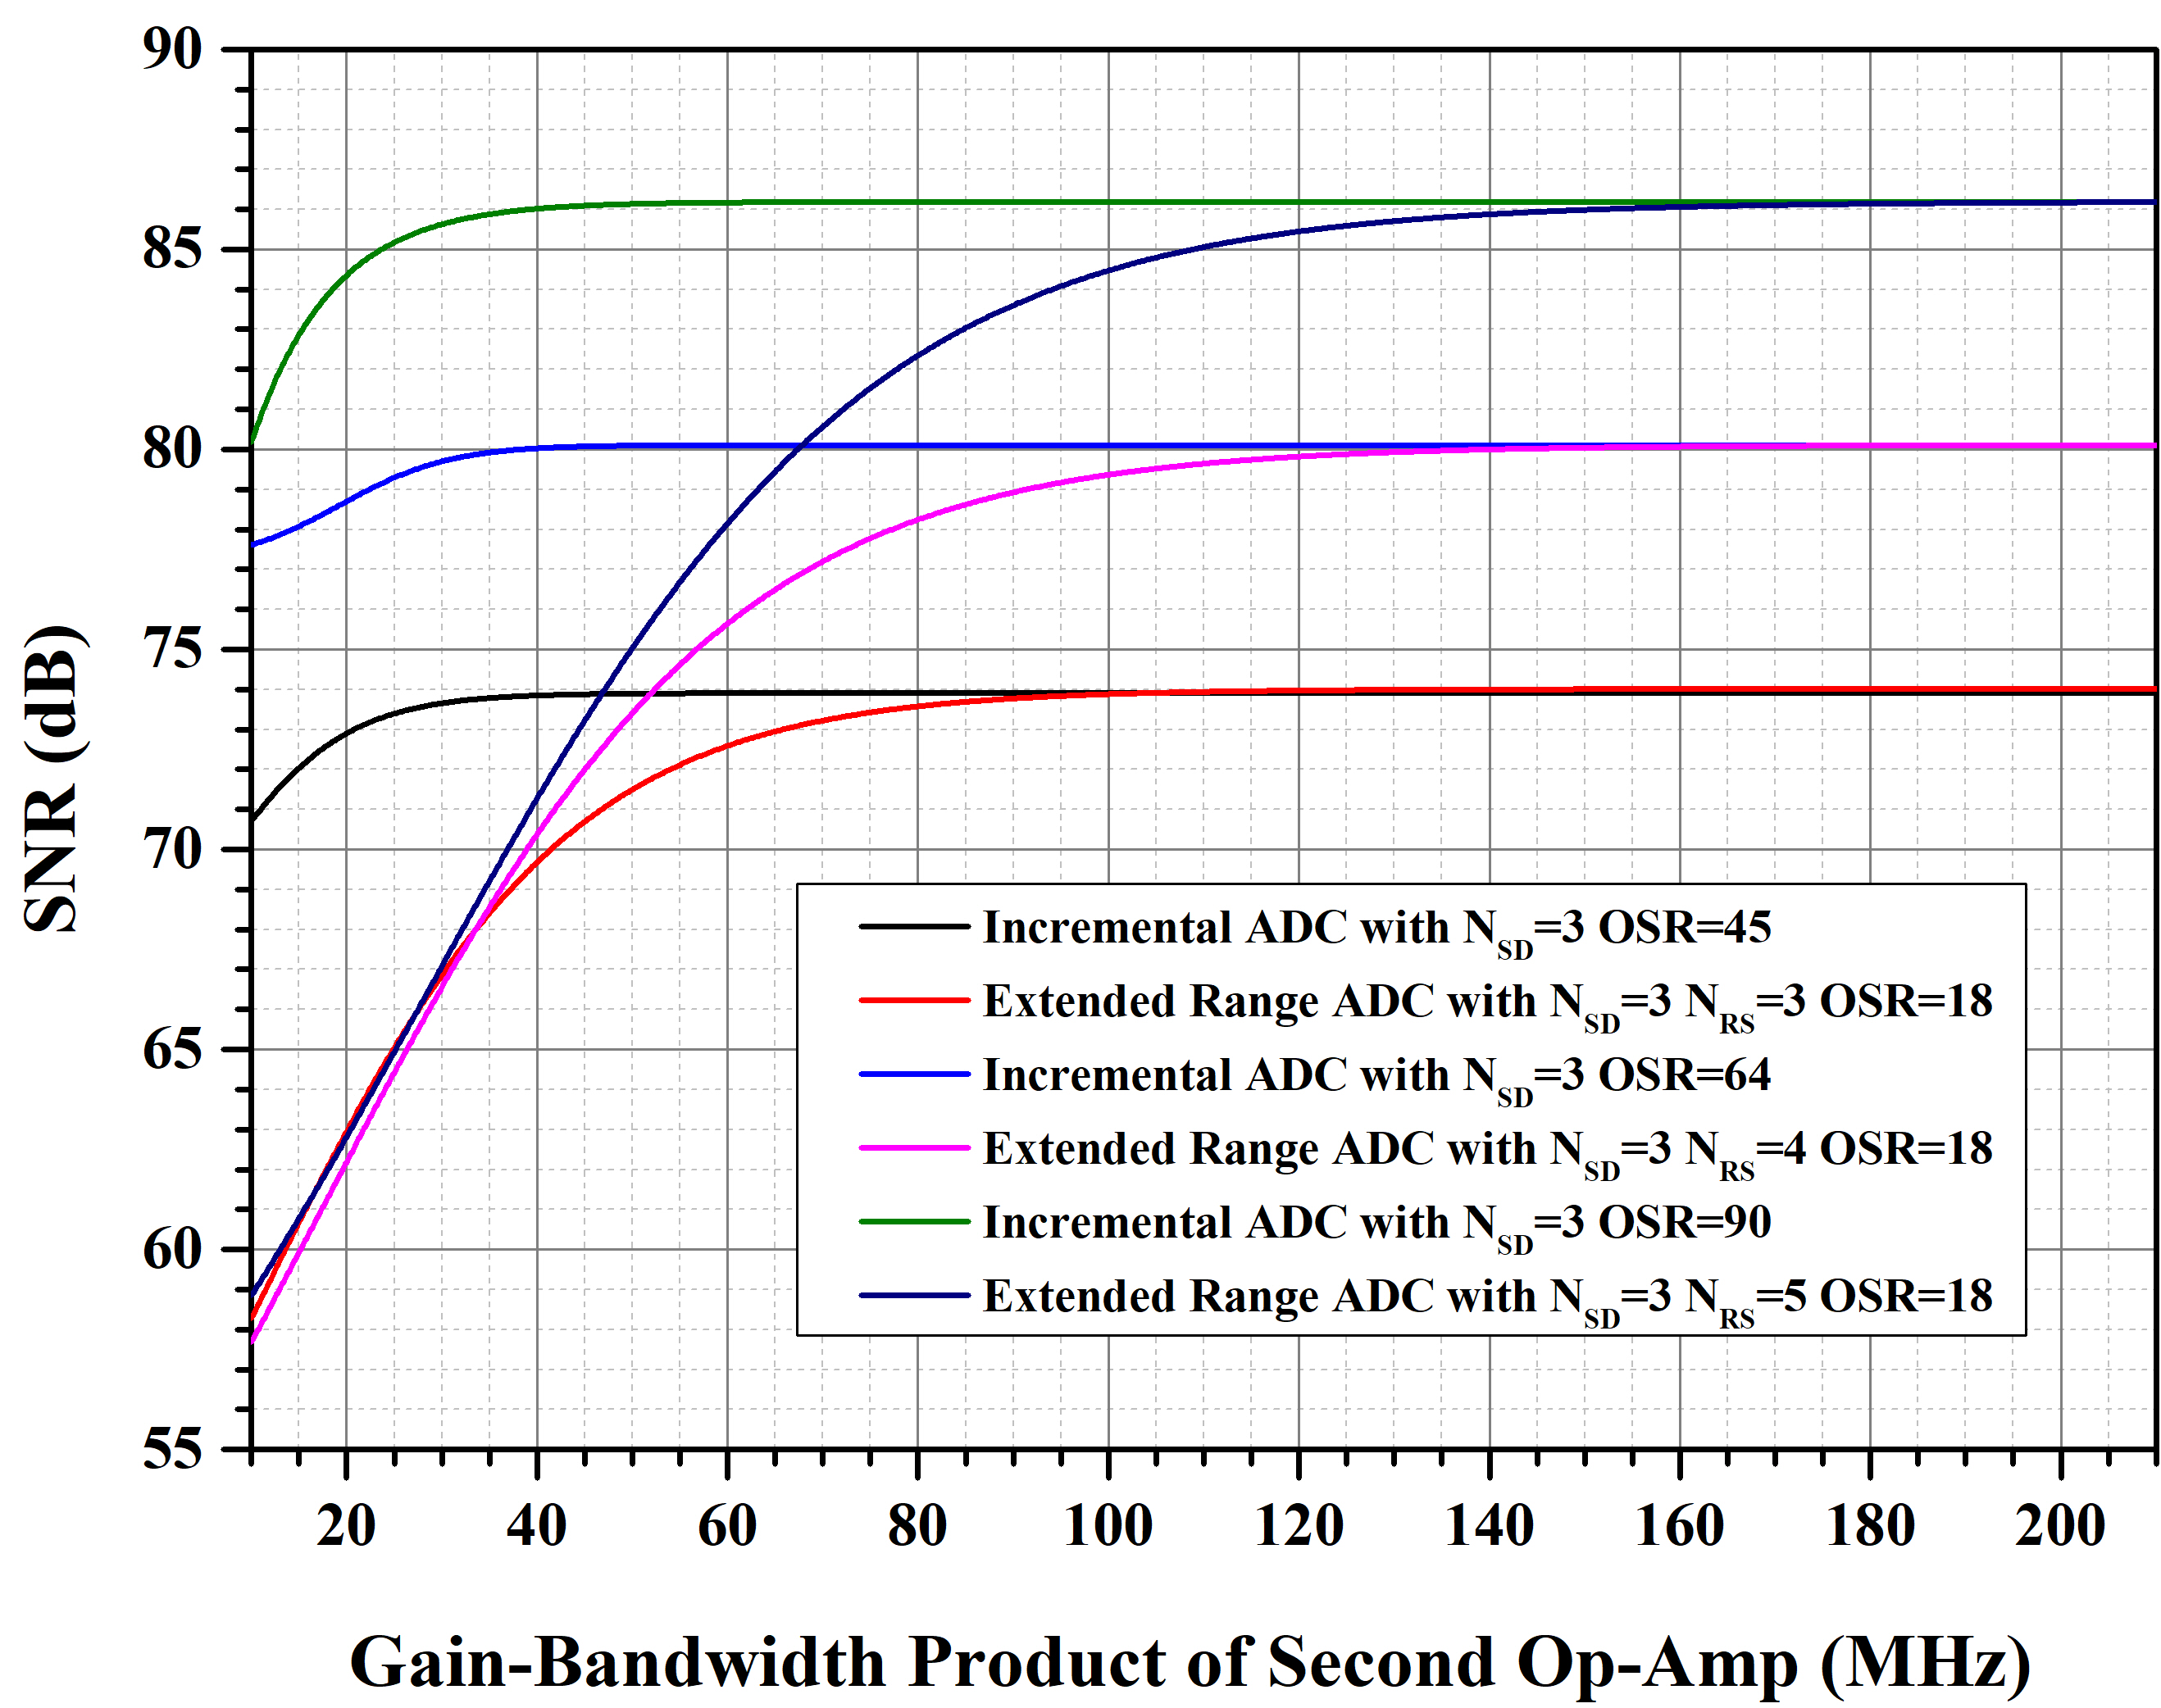 90
85
80
75
70
65
60
55
SNR (dB)
Incremental ADC with N_SD=3 OSR=45
Extended Range ADC with N_SD=3 N_RS=3 OSR=18
Incremental ADC with N_SD=3 OSR=64
Extended Range ADC with N_SD=3 N_RS=4 OSR=18
Incremental ADC with N_SD=3 OSR=90
Extended Range ADC with N_SD=3 N_RS=5 OSR=18
20 40 60 80 100 120 140 160 180 200
Gain-Bandwidth Product of Second Op-Amp (MHz)